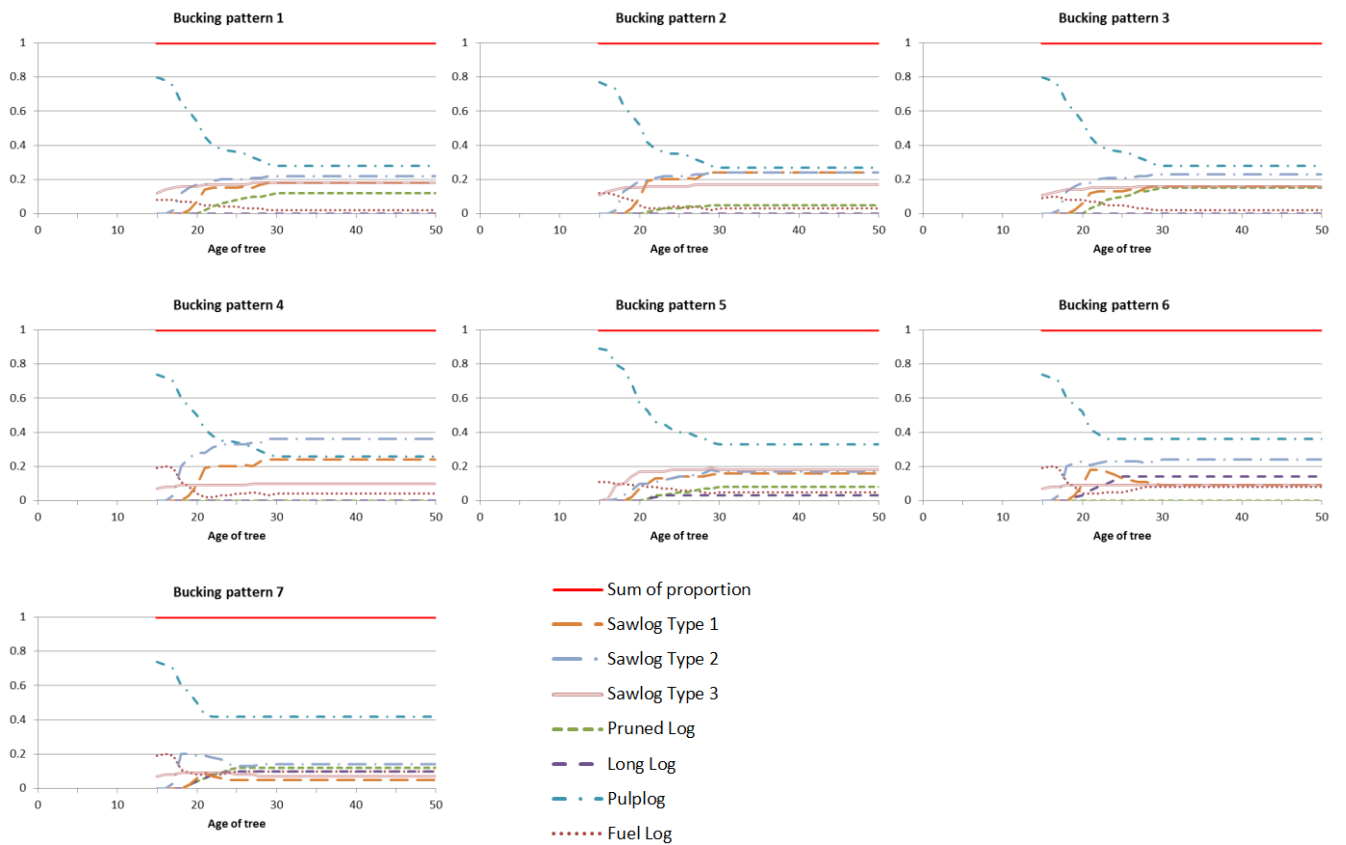 Bucking pattern 1
1
0.8
0.6
0.4
0.2
0
0 10 20 30 40 50
Age of tree
Bucking pattern 2
1
0.8
0.6
0.4
0.2
0
0 10 20 30 40 50
Age of tree
Bucking pattern 3
1
0.8
0.6
0.4
0.2
0
0 10 20 30 40 50
Age of tree
Bucking pattern 4
1
0.8
0.6
0.4
0.2
0
0 10 20 30 40 50
Age of tree
Bucking pattern 5
1
0.8
0.6
0.4
0.2
0
0 10 20 30 40 50
Age of tree
Bucking pattern 6
1
0.8
0.6
0.4
0.2
0
0 10 20 30 40 50
Age of tree
Bucking pattern 7
1
0.8
0.6
0.4
0.2
0
0 10 20 30 40 50
Age of tree
Sum of proportion
Sawlog Type 1
Sawlog Type 2
Sawlog Type 3
Pruned Log
Long Log
Pulplog
Fuel Log